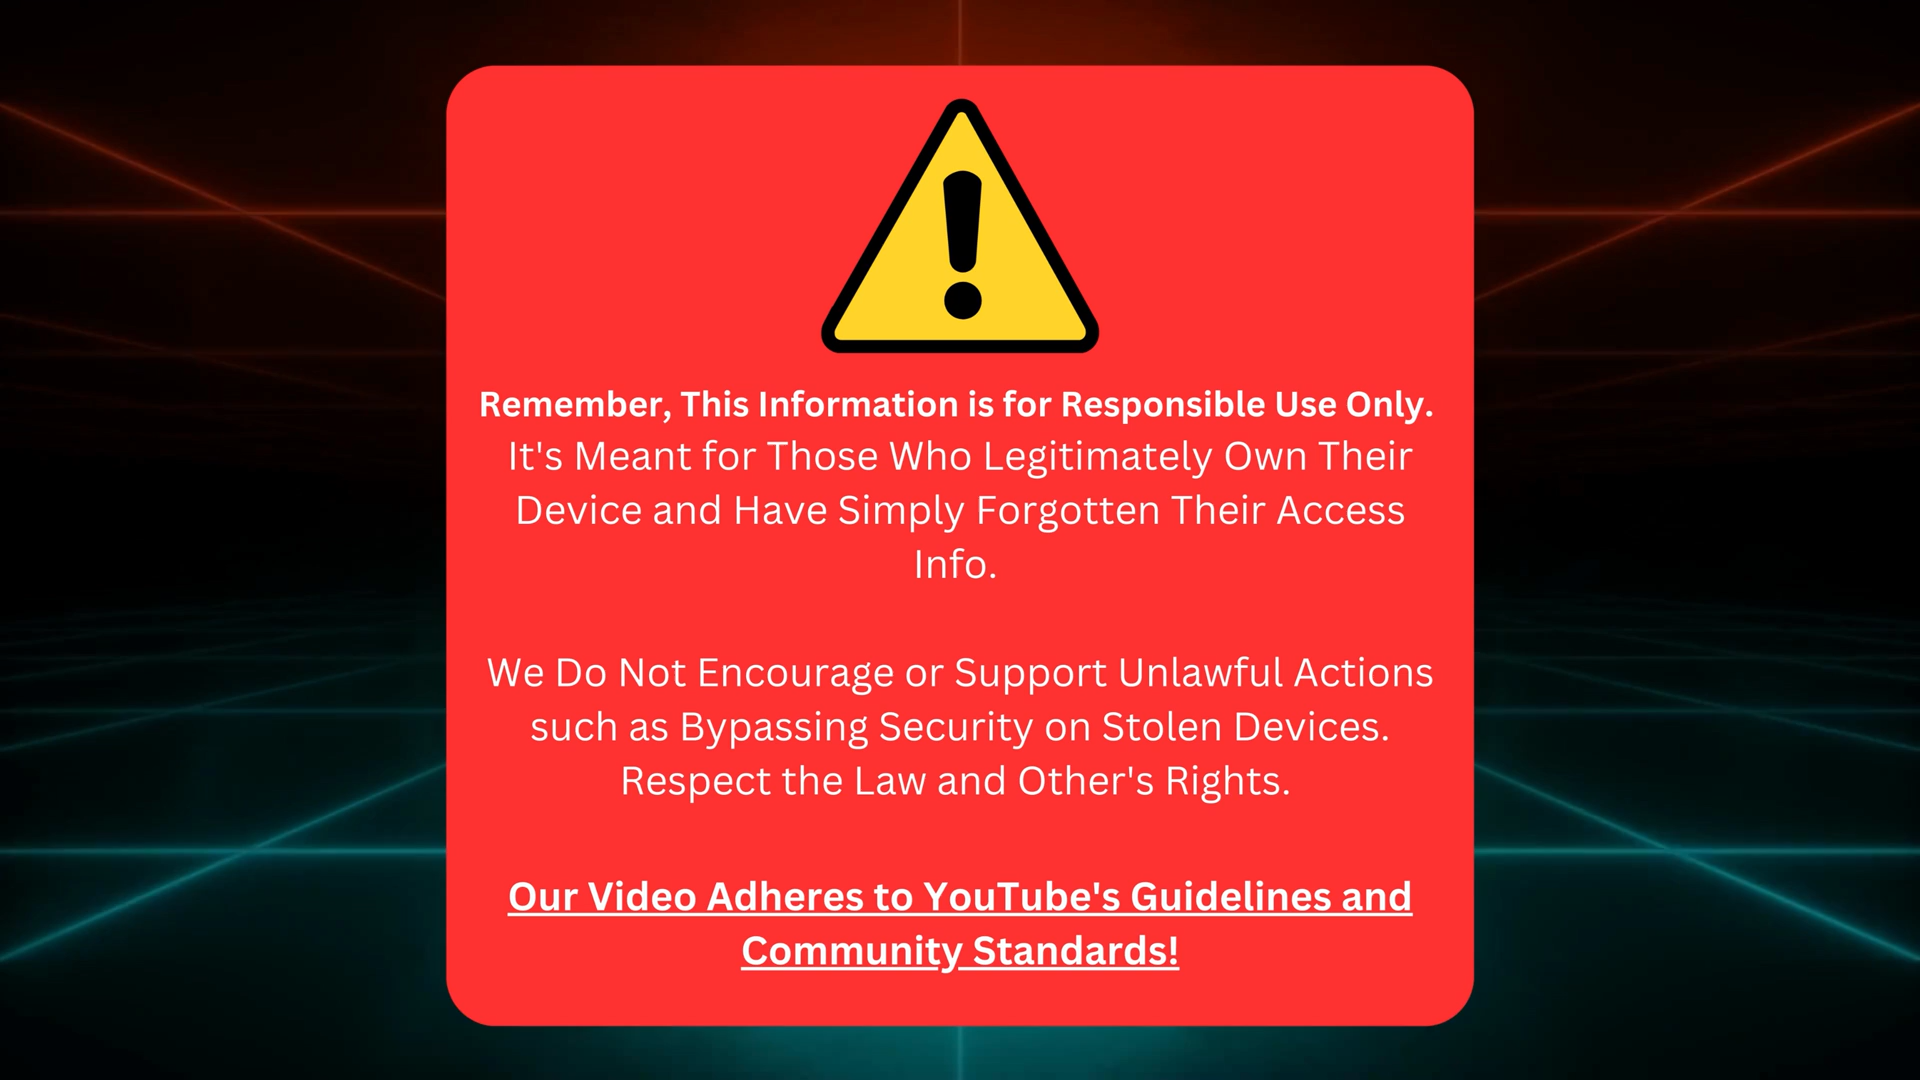 Remember, This Information is for Responsible Use Only.
It's Meant for Those Who Legitimately Own Their
Device and Have Simply Forgotten Their Access
Info.
We Do Not Encourage or Support Unlawful Actions
such as Bypassing Security on Stolen Devices.
Respect the Law and Other's Rights.
Our Video Adheres to YouTube's Guidelines and
Community Standards!